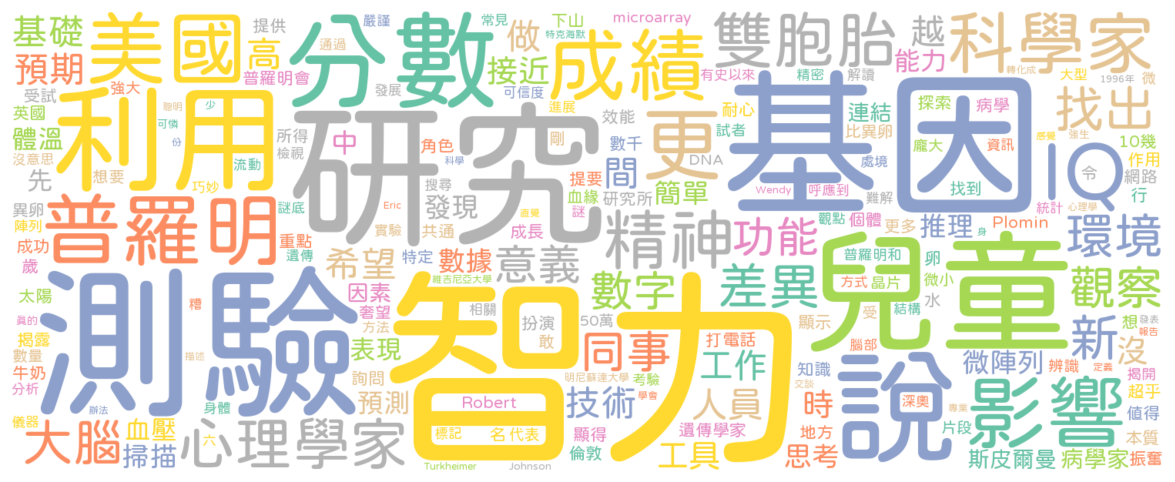 基礎
美國
提供
高
嚴謹
通過
普羅明會
分數
常見
下山
特克海默
microarray
做
接近
成績
可信度
進展
發展
雙胞胎
越
能力
科學家
有史以來
精密
解讀
轉化成
大型
1996年
微
預期
受試
強大
聰明
少
英國
可憐
份
體溫
沒意思
利用
所得
檢視
流動
想要
先
巧妙
研究
中
角色
剛
科學
效能
數千
更
耐心
試者
連結
比異卵
DNA
處境
間
簡單
提要
血緣
謎
研究所
搜尋
發現
共通
成長
直覺
Eric
實驗
基因
探索
病學
龐大
資訊
找到
感覺
強生
找出
10幾
作用
網路
行
IQ
令
難解
統計
心理學
Wendy
呼應到
觀點
個體
更多
推理
Plomin
身
環境
異卵
陣列
成功
歲
普羅明
謎底
重點
遺傳
希望
特定
數據
意義
精神
功能
維吉尼亞大學
太陽
真的
揭露
數量
牛奶
分析
儀器
測驗
糟
描述
辦法
身體
因素
奢望
方法
表現
詢問
預測
智力
相關
扮演
敢
50萬
數字
差異
顯示
打電話
同事
工作
明尼蘇達大學
考驗
學會
Robert
標記
名代表
技術
人員
顯得
倫敦
遺傳學家
工具
Turkheimer
Johnson
大腦
血壓
掃描
六
心理學家
兒童
普羅明和
卵
方式
晶片
微小
水
受
結構
腦部
知識
交談
時
地方
思考
說
深奧
專業
片段
觀察
新
想
發表
沒
報告
微陣列
辨識
定義
揭開
超乎
值得
本質
影響
斯皮爾曼
病學家
振奮